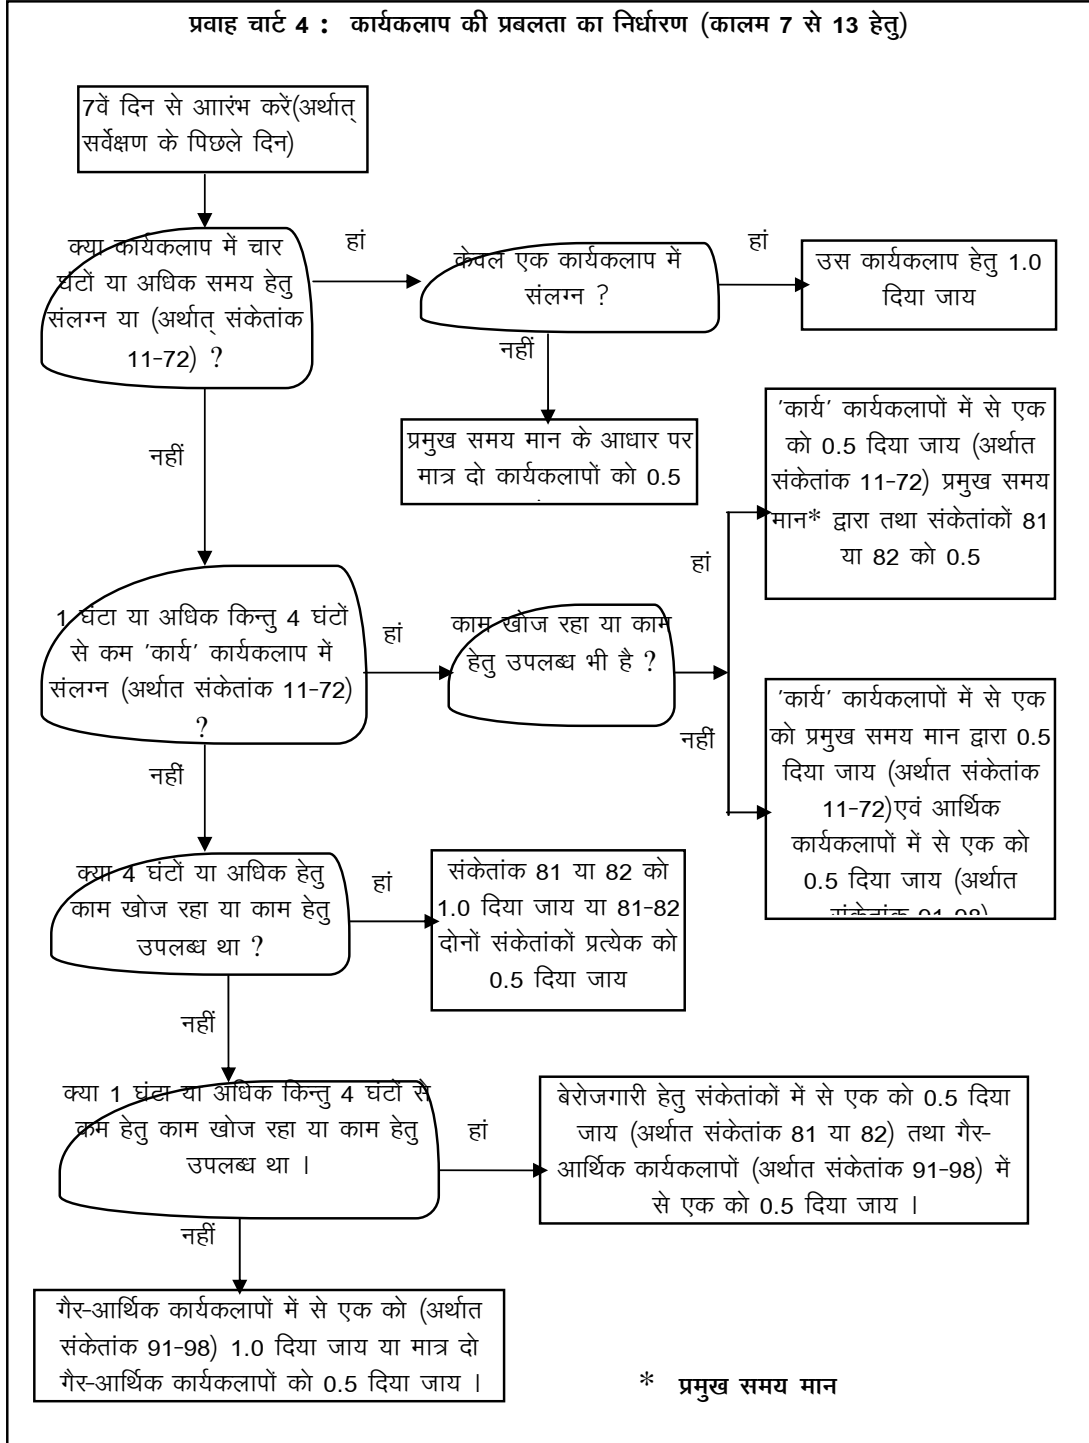 प्रवाह चार्ट 4 : कार्यकलाप की प्रबलता का निर्धारण (कालम 7 से 13 हेतु)
7वें दिन से आारंभ करें(अर्थात्
सर्वेक्षण के पिछले दिन)
क्या कार्यकलाप में चार
घंटों या अधिक समय हेतु
संलग्न या (अर्थात् संकेतांक
11-72) ?
हां
केवल एक कार्यकलाप में
संलग्न ?
हां
उस कार्यकलाप हेतु 1.0
दिया जाय
नहीं
प्रमुख समय मान के आधार पर
मात्र दो कार्यकलापों को 0.5
नहीं
1 घंटा या अधिक किन्तु 4 घंटों
से कम 'कार्य' कार्यकलाप में
संलग्न (अर्थात संकेतांक 11-72)
?
हां
काम खोज रहा या काम
हेतु उपलब्ध भी है ?
हां
'कार्य' कार्यकलापों में से एक
को 0.5 दिया जाय (अर्थात
संकेतांक 11-72) प्रमुख समय
मान* द्वारा तथा संकेतांकों 81
या 82 को 0.5
नहीं
'कार्य' कार्यकलापों में से एक
को प्रमुख समय मान द्वारा 0.5
दिया जाय (अर्थात संकेतांक
11-72)एवं आर्थिक
कार्यकलापों में से एक को
0.5 दिया जाय (अर्थात
संकेतांक 91-98)
नहीं
क्या 4 घंटों या अधिक हेतु
काम खोज रहा या काम हेतु
उपलब्ध था ?
हां
संकेतांक 81 या 82 को
1.0 दिया जाय या 81-82
दोनों संकेतांकों प्रत्येक को
0.5 दिया जाय
नहीं
क्या 1 घंटा या अधिक किन्तु 4 घंटों से
कम हेतु काम खोज रहा या काम हेतु
उपलब्ध था ।
हां
बेरोजगारी हेतु संकेतांकों में से एक को 0.5 दिया
जाय (अर्थात संकेतांक 81 या 82) तथा गैर-
आर्थिक कार्यकलापों (अर्थात संकेतांक 91-98) में
से एक को 0.5 दिया जाय ।
नहीं
गैर-आर्थिक कार्यकलापों में से एक को (अर्थात
संकेतांक 91-98) 1.0 दिया जाय या मात्र दो
गैर-आर्थिक कार्यकलापों को 0.5 दिया जाय ।
* प्रमुख समय मान